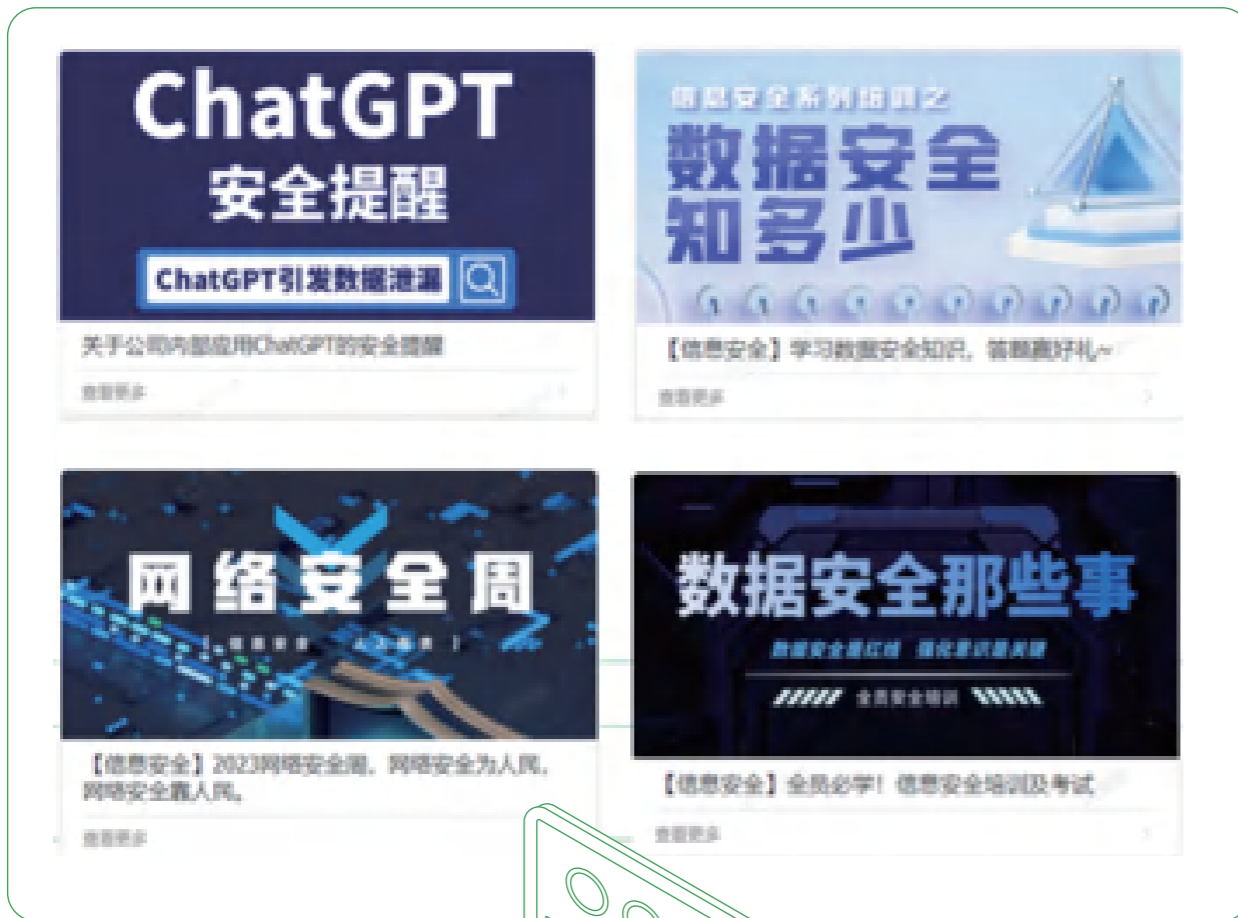 ChatGPT
安全提醒
ChatGPT引发数据泄漏
关于公司内部应用ChatGPT的安全提醒
查看更多
信息安全系列培训之
数据安全
知多少
【信息安全】学习数据安全知识，答题赢好礼~
查看更多
网络安全周
[ 信息安全 人人有责 ]
【信息安全】2023网络安全周，网络安全为人民，
网络安全靠人民。
查看更多
数据安全那些事
数据安全是红线 强化意识是关键
全员安全培训
【信息安全】全员必学！信息安全培训及考试
查看更多